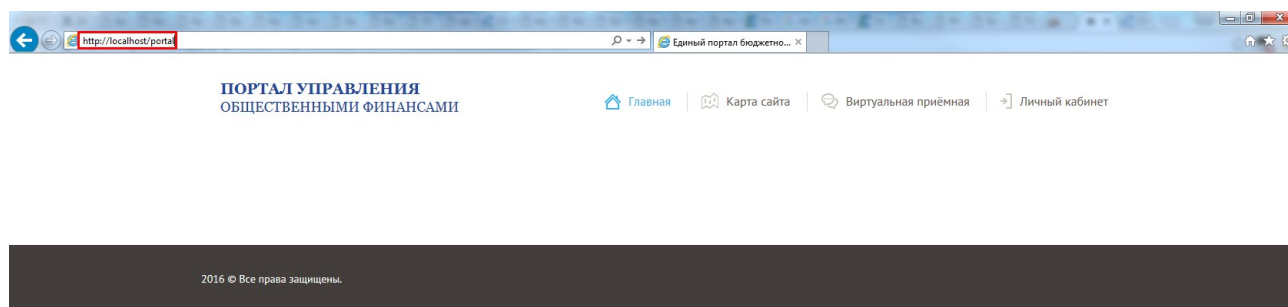 http://localhost/portal
Единый портал бюджетно...
ПОРТАЛ УПРАВЛЕНИЯ
ОБЩЕСТВЕННЫМИ ФИНАНСАМИ
Главная
Карта сайта
Виртуальная приёмная
Личный кабинет
2016 © Все права защищены.